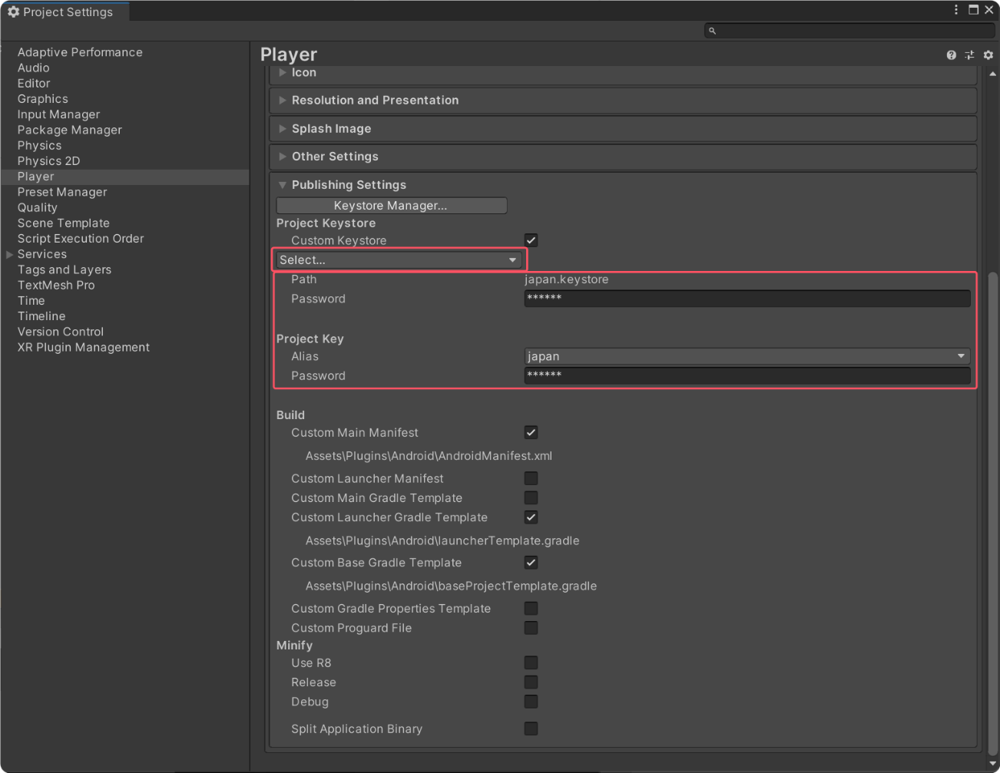 Project Settings
Adaptive Performance
Audio
Editor
Graphics
Input Manager
Package Manager
Physics
Physics 2D
Player
Preset Manager
Quality
Scene Template
Script Execution Order
Services
Tags and Layers
TextMesh Pro
Time
Timeline
Version Control
XR Plugin Management
Player
Icon
Resolution and Presentation
Splash Image
Other Settings
Publishing Settings
Keystore Manager...
Project Keystore
Custom Keystore
Select...
Path japan.keystore
Password ******
Project Key
Alias japan
Password ******
Build
Custom Main Manifest
Assets\Plugins\Android\AndroidManifest.xml
Custom Launcher Manifest
Custom Main Gradle Template
Custom Launcher Gradle Template
Assets\Plugins\Android\launcherTemplate.gradle
Custom Base Gradle Template
Assets\Plugins\Android\baseProjectTemplate.gradle
Custom Gradle Properties Template
Custom Proguard File
Minify
Use R8
Release
Debug
Split Application Binary